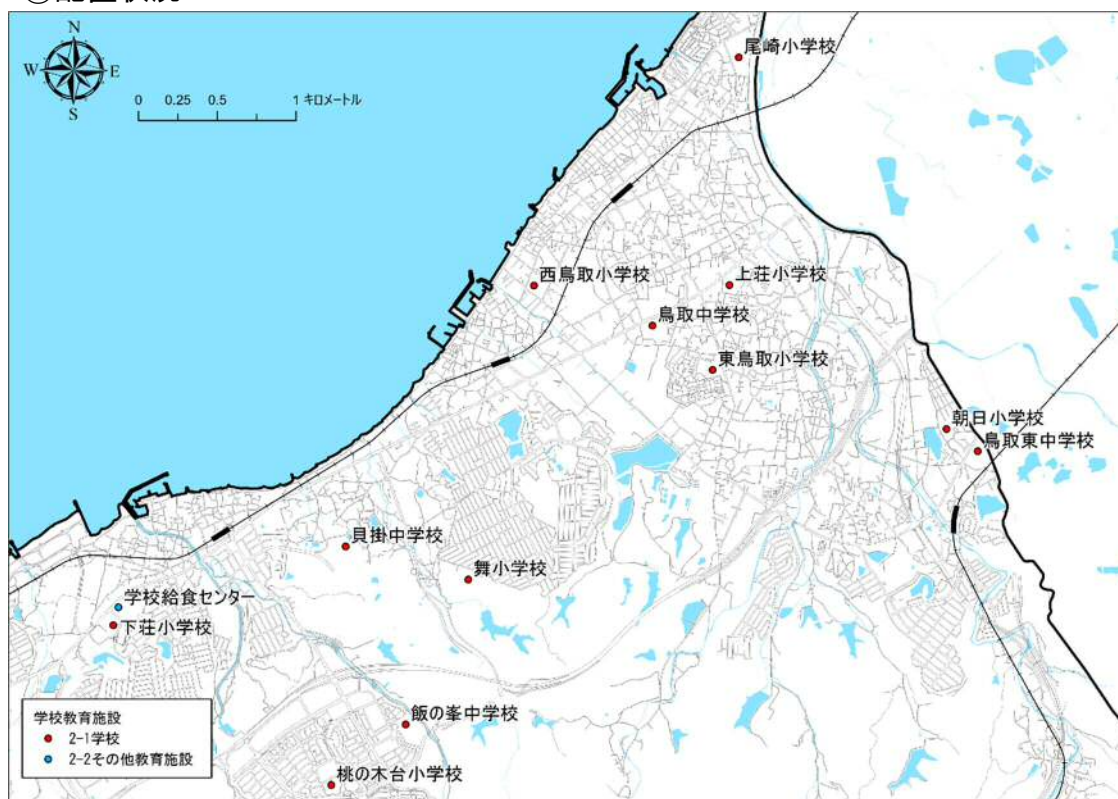 N
W E
S
0 0.25 0.5 1 キロメートル
尾崎小学校
西鳥取小学校
上荘小学校
鳥取中学校
東鳥取小学校
朝日小学校
鳥取東中学校
貝掛中学校
舞小学校
学校給食センター
下荘小学校
飯の峯中学校
桃の木台小学校
学校教育施設
2-1学校
2-2その他教育施設